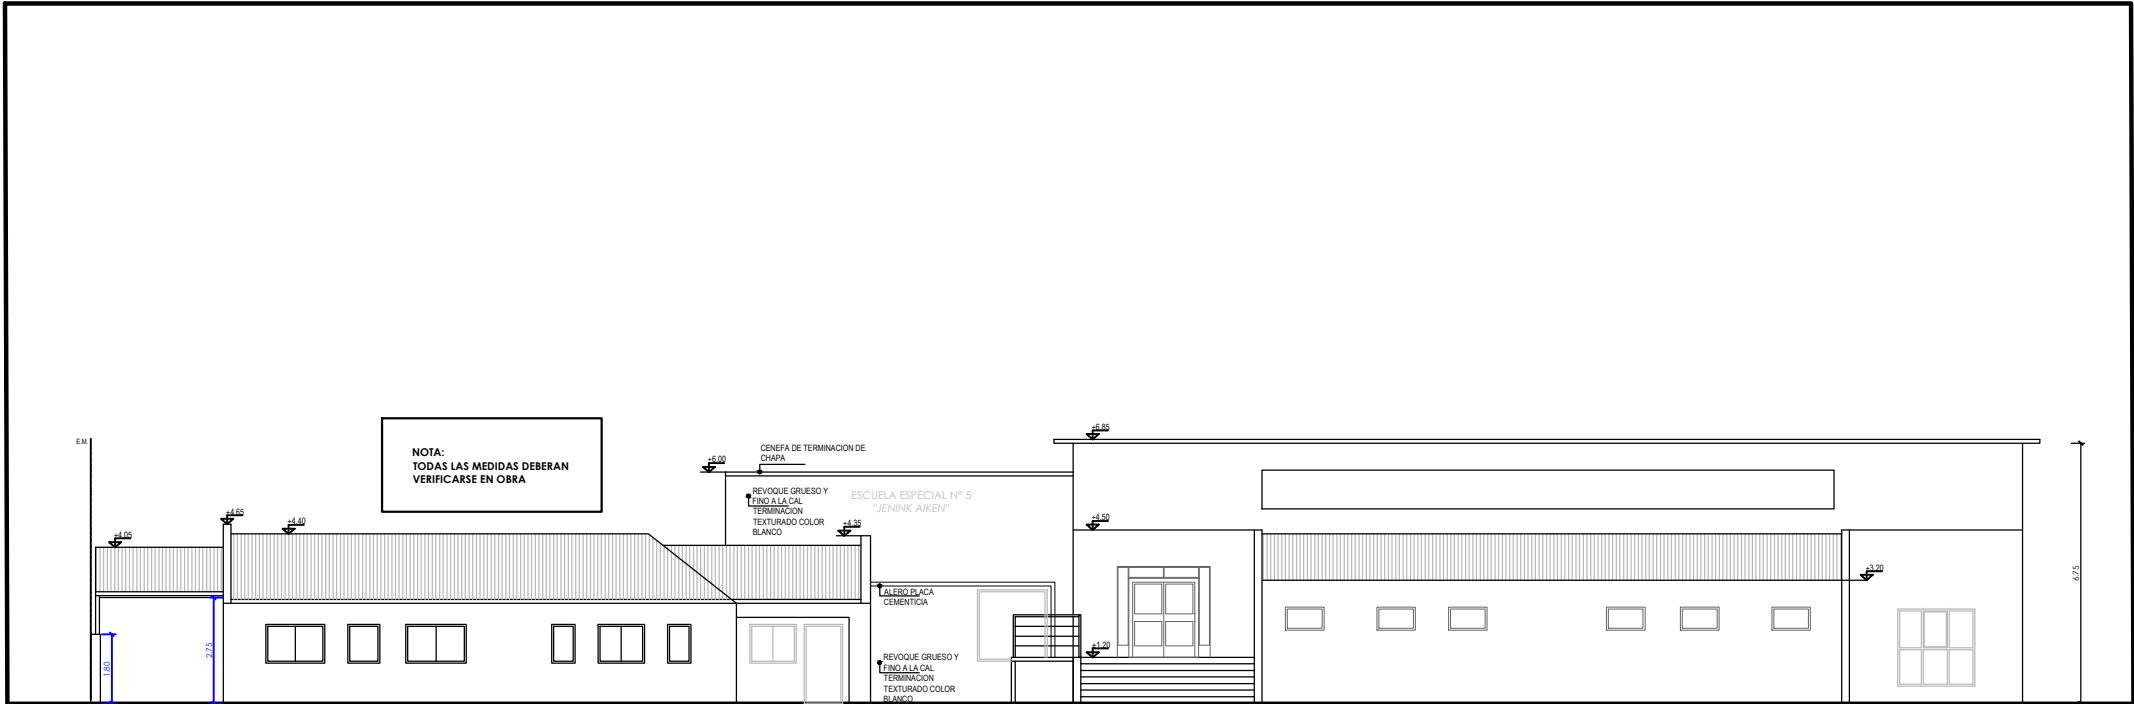 E.M.
NOTA:
TODAS LAS MEDIDAS DEBERAN
VERIFICARSE EN OBRA
CENEFA DE TERMINACION DE
CHAPA
+6.00
REVOQUE GRUESO Y
FINO A LA CAL
TERMINACION
TEXTURADO COLOR
BLANCO
ESCUELA ESPECIAL Nº 5
"JENINK AIKEN"
+6.85
+4.05
+4.65
+4.40
+4.35
+4.50
+3.20
6.75
ALERO PLACA
CEMENTICIA
+1.20
1.80
2.75
REVOQUE GRUESO Y
FINO A LA CAL
TERMINACION
TEXTURADO COLOR
BLANCO